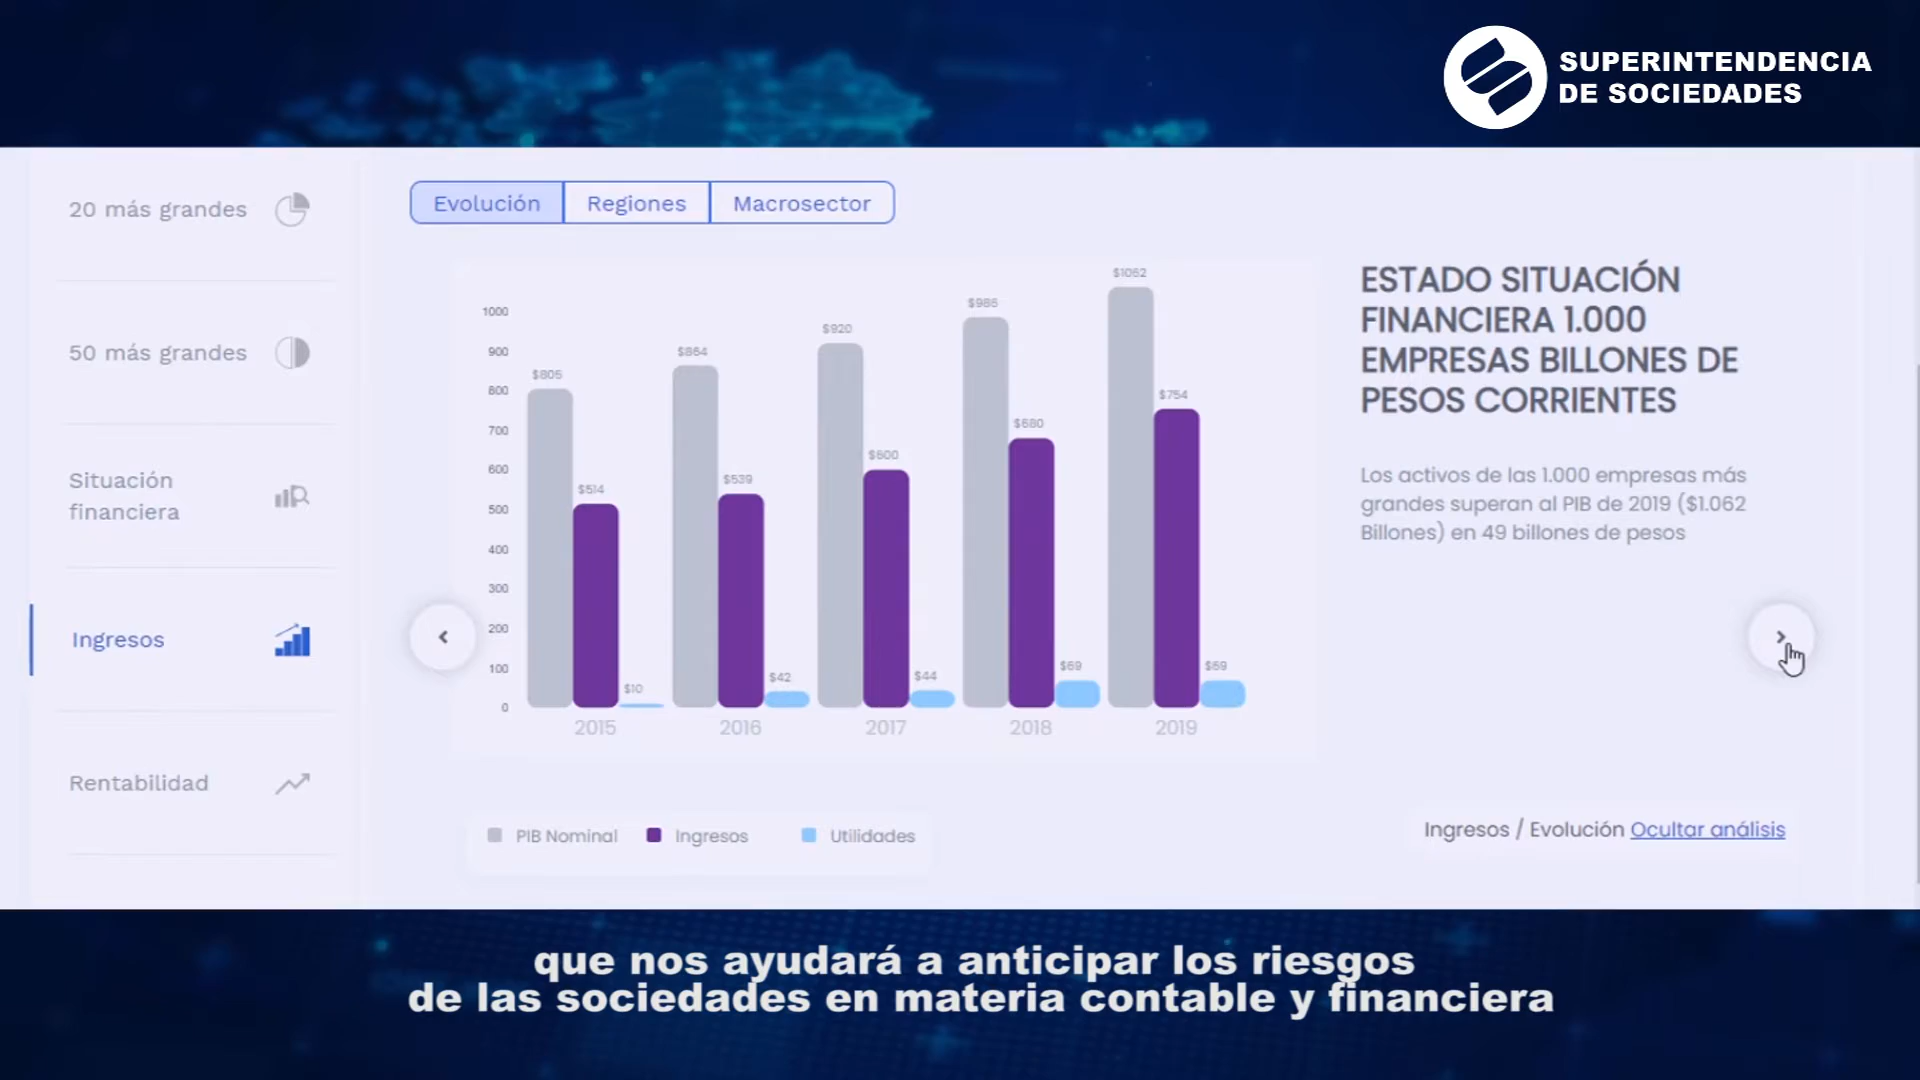 SUPERINTENDENCIA
DE SOCIEDADES
20 más grandes
50 más grandes
Situación
financiera
Ingresos
Rentabilidad
Evolución
Regiones
Macrosector
1000
900
800
700
600
500
400
300
200
100
0
$805
$514
$10
$864
$539
$42
$920
$600
$44
$985
$680
$69
$1062
$754
$69
2015
2016
2017
2018
2019
PIB Nominal
Ingresos
Utilidades
ESTADO SITUACIÓN
FINANCIERA 1.000
EMPRESAS BILLONES DE
PESOS CORRIENTES
Los activos de las 1.000 empresas más
grandes superan al PIB de 2019 ($1.062
Billones) en 49 billones de pesos
Ingresos / Evolución Ocultar análisis
que nos ayudará a anticipar los riesgos
de las sociedades en materia contable y financiera